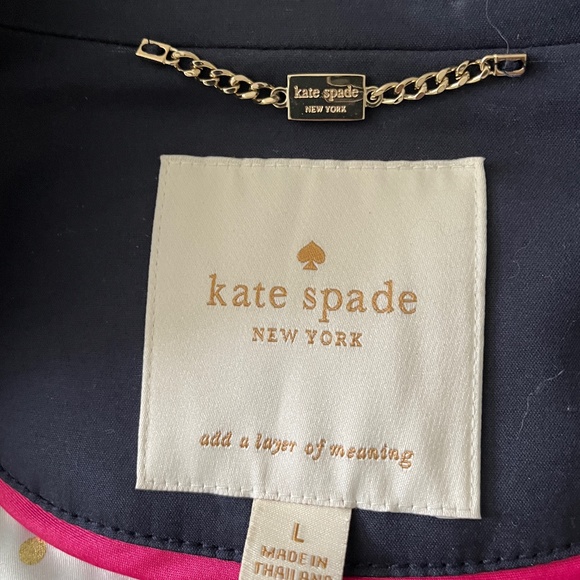 kate spade
NEW YORK
kate spade
NEW YORK
add a layer of meaning
L
MADE IN
THAILAND